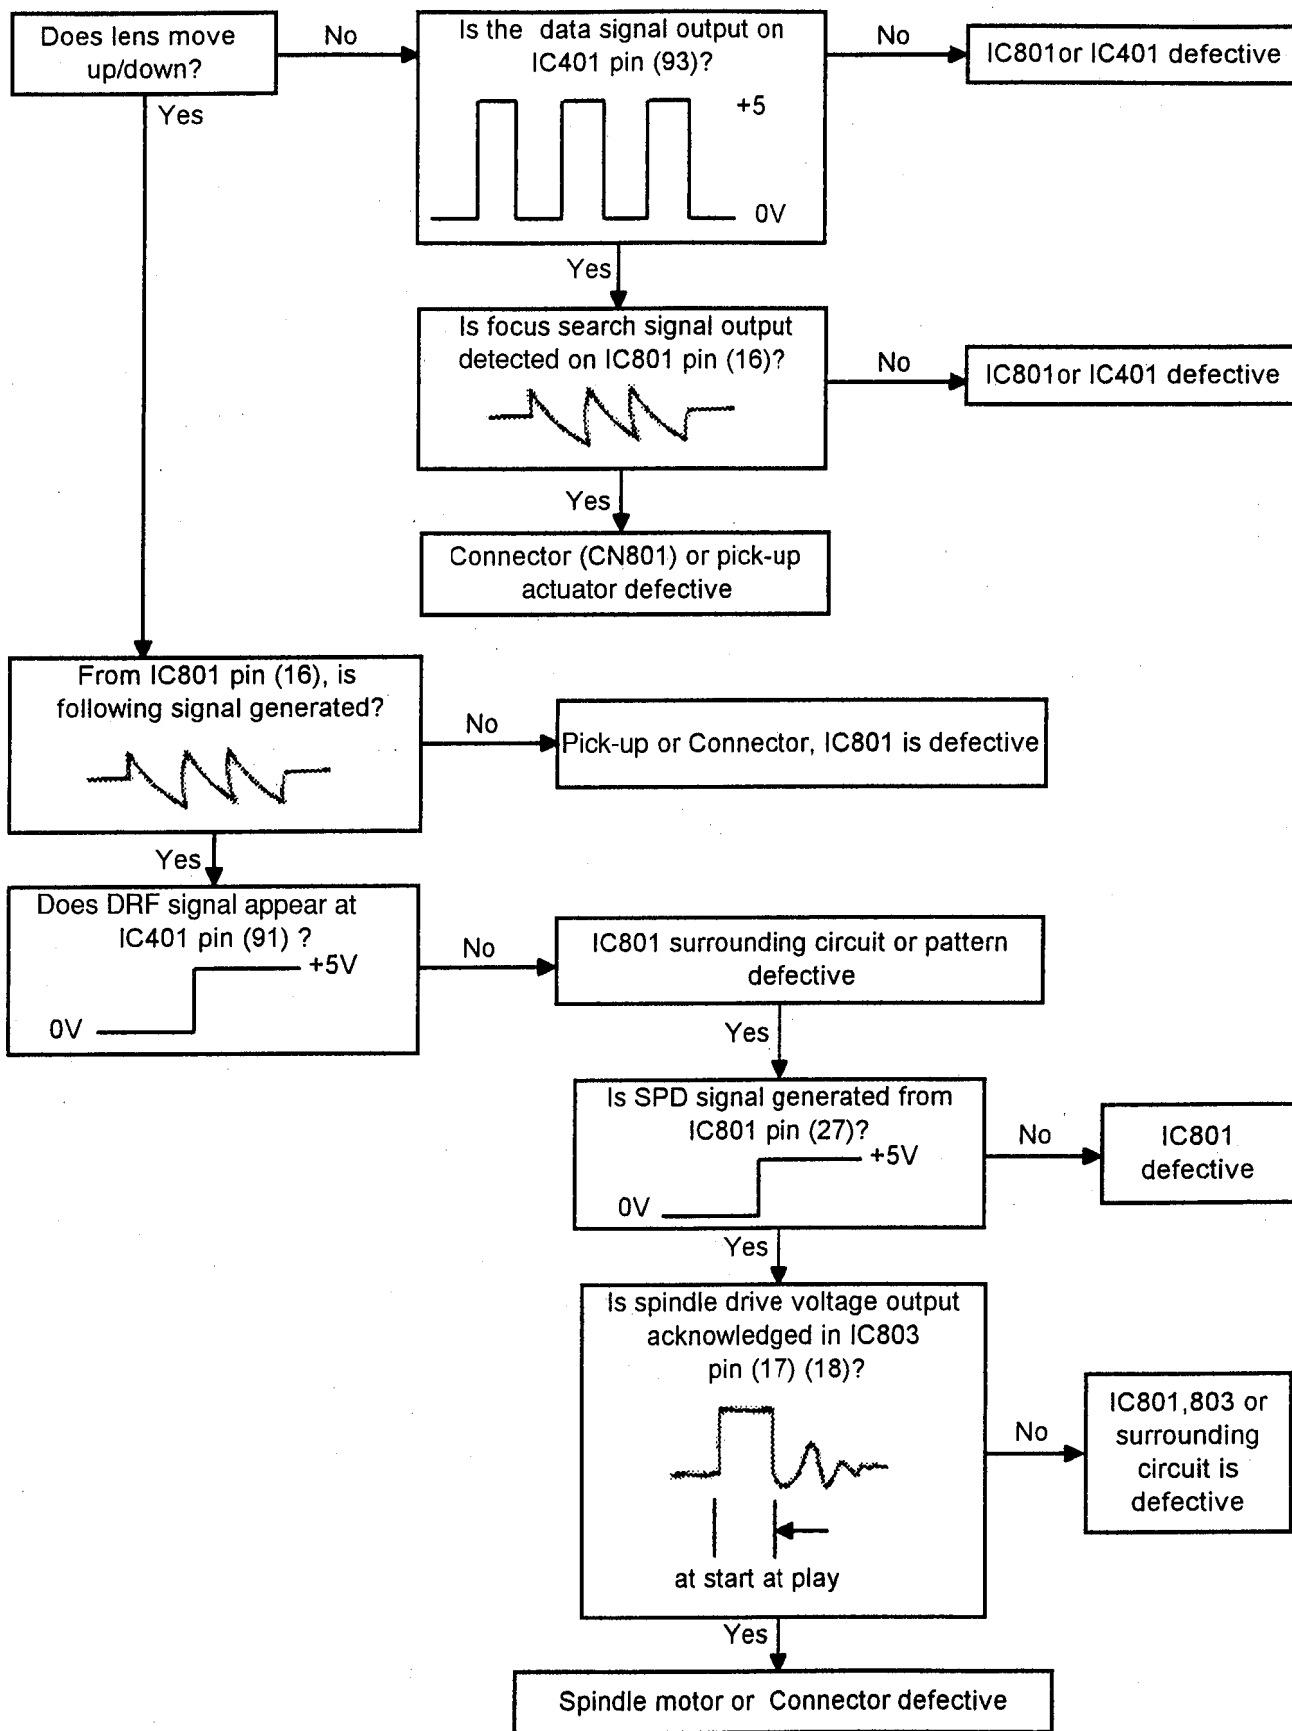 Does lens move
up/down?
No
Is the data signal output on
IC401 pin (93)?
+5
0V
No
IC801or IC401 defective
Yes
Yes
Is focus search signal output
detected on IC801 pin (16)?
No
IC801or IC401 defective
Yes
Connector (CN801) or pick-up
actuator defective
From IC801 pin (16), is
following signal generated?
No
Pick-up or Connector, IC801 is defective
Yes
Does DRF signal appear at
IC401 pin (91) ?
+5V
0V
No
IC801 surrounding circuit or pattern
defective
Yes
Is SPD signal generated from
IC801 pin (27)?
+5V
0V
No
IC801
defective
Yes
Is spindle drive voltage output
acknowledged in IC803
pin (17) (18)?
at start at play
No
IC801,803 or
surrounding
circuit is
defective
Yes
Spindle motor or Connector defective